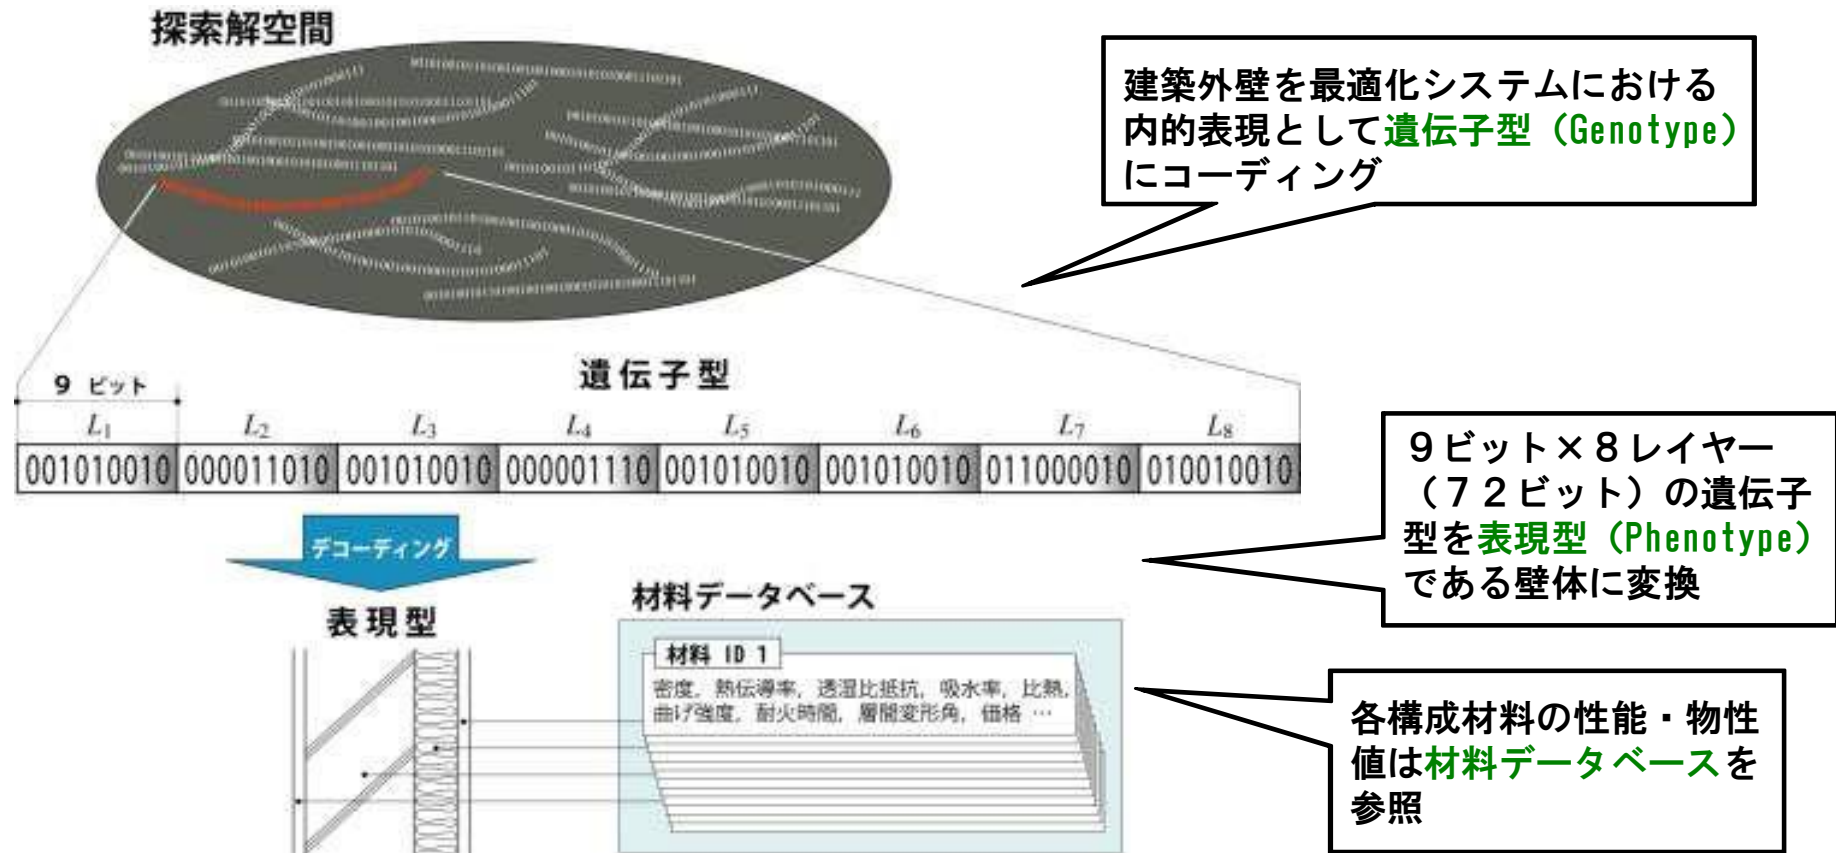 探索解空間
建築外壁を最適化システムにおける
内的表現として遺伝子型（Genotype）
にコーディング
遺伝子型
9 ビット
L1 L2 L3 L4 L5 L6 L7 L8
001010010 000011010 001010010 000001110 001010010 001010010 011000010 010010010
９ビット×８レイヤー
（７２ビット）の遺伝子
型を表現型（Phenotype）
である壁体に変換
デコーディング
表現型
材料データベース
材料 ID 1
密度，熱伝導率，透湿比抵抗，吸水率，比熱，
曲げ強度，耐火時間，層間変形角，価格 …
各構成材料の性能・物性
値は材料データベースを
参照